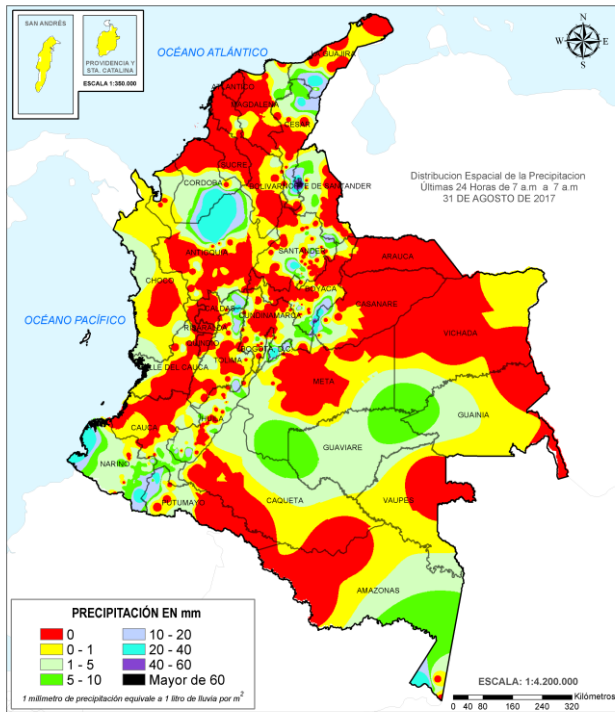 SAN ANDRÉS
PROVIDENCIA Y
STA. CATALINA
ESCALA 1:350.000
OCÉANO ATLÁNTICO
N
W
E
S
LA GUAJIRA
ATLÁNTICO
MAGDALENA
CESAR
SUCRE
CORDOBA
BOLIVAR
NORTE DE SANTANDER
Distribucion Espacial de la Precipitacion
Últimas 24 Horas de 7 a.m a 7 a.m
31 DE AGOSTO DE 2017
ANTIOQUIA
SANTANDER
ARAUCA
CHOCO
BOYACA
CASANARE
OCÉANO PACÍFICO
CALDAS
CUNDINAMARCA
RISARALDA
VICHADA
QUINDIO
BOGOTÁ, D.C.
TOLIMA
VALLE DEL CAUCA
META
GUAINIA
CAUCA
HUILA
GUAVIARE
NARIÑO
CAQUETA
VAUPES
PUTUMAYO
AMAZONAS
PRECIPITACIÓN EN mm
0
0 - 1
1 - 5
5 - 10
10 - 20
20 - 40
40 - 60
Mayor de 60
1 milimetro de precipitación equivale a 1 litro de lluvia por m2
ESCALA: 1:4.200.000
Kilómetros
0 40 80 160 240 320